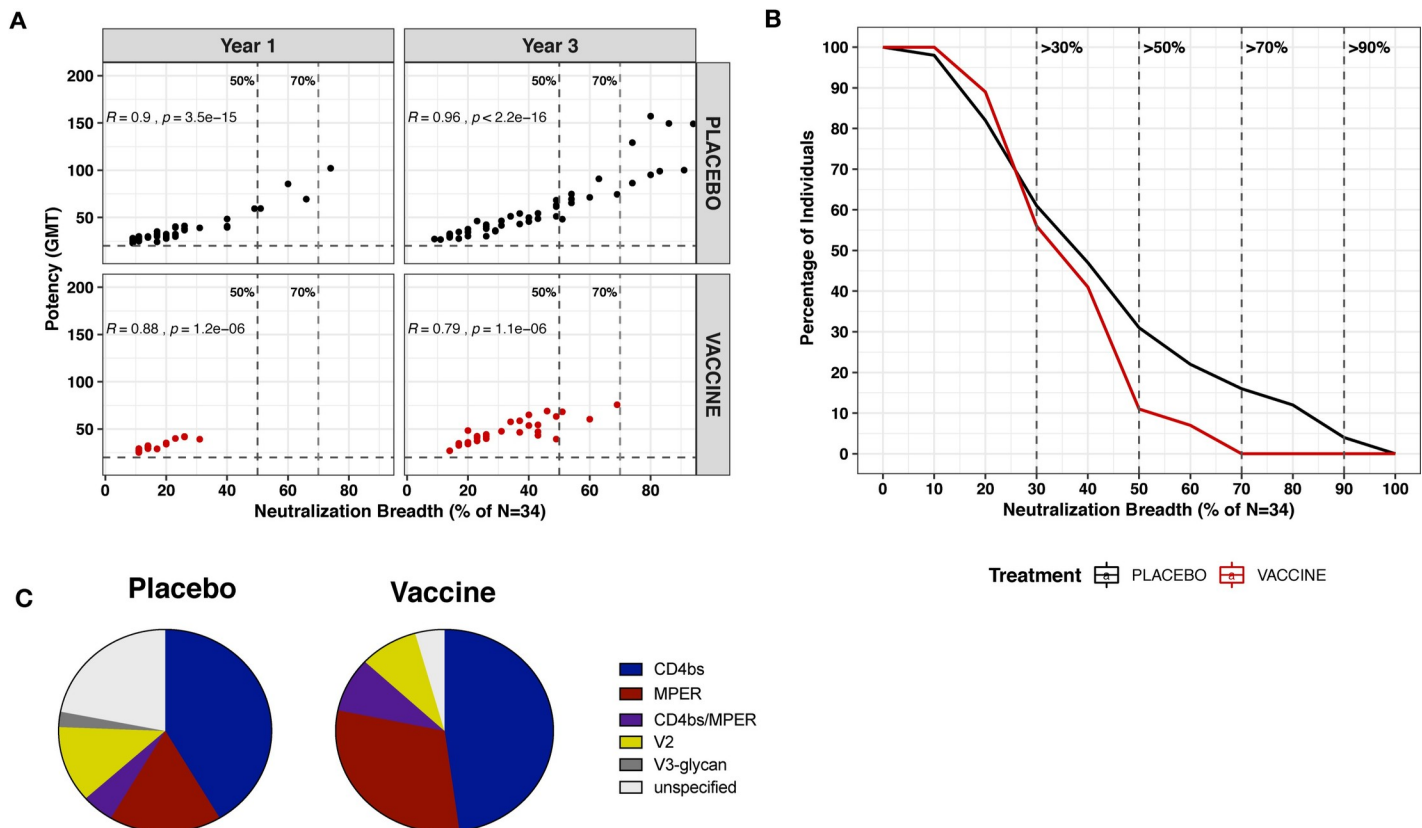 A
Year 1
Year 3
200
150
100
50
50%
70%
R = 0.9 , p = 3.5e−15
50%
70%
R = 0.96 , p < 2.2e−16
PLACEBO
Potency (GMT)
200
150
100
50
50%
70%
R = 0.88 , p = 1.2e−06
50%
70%
R = 0.79 , p = 1.1e−06
VACCINE
0 20 40 60 80 0 20 40 60 80
Neutralization Breadth (% of N=34)
B
>30%
>50%
>70%
>90%
100
90
80
70
60
50
40
30
20
10
0
Percentage of Individuals
0 10 20 30 40 50 60 70 80 90 100
Neutralization Breadth (% of N=34)
Treatment a PLACEBO a VACCINE
C
Placebo
Vaccine
CD4bs
MPER
CD4bs/MPER
V2
V3-glycan
unspecified